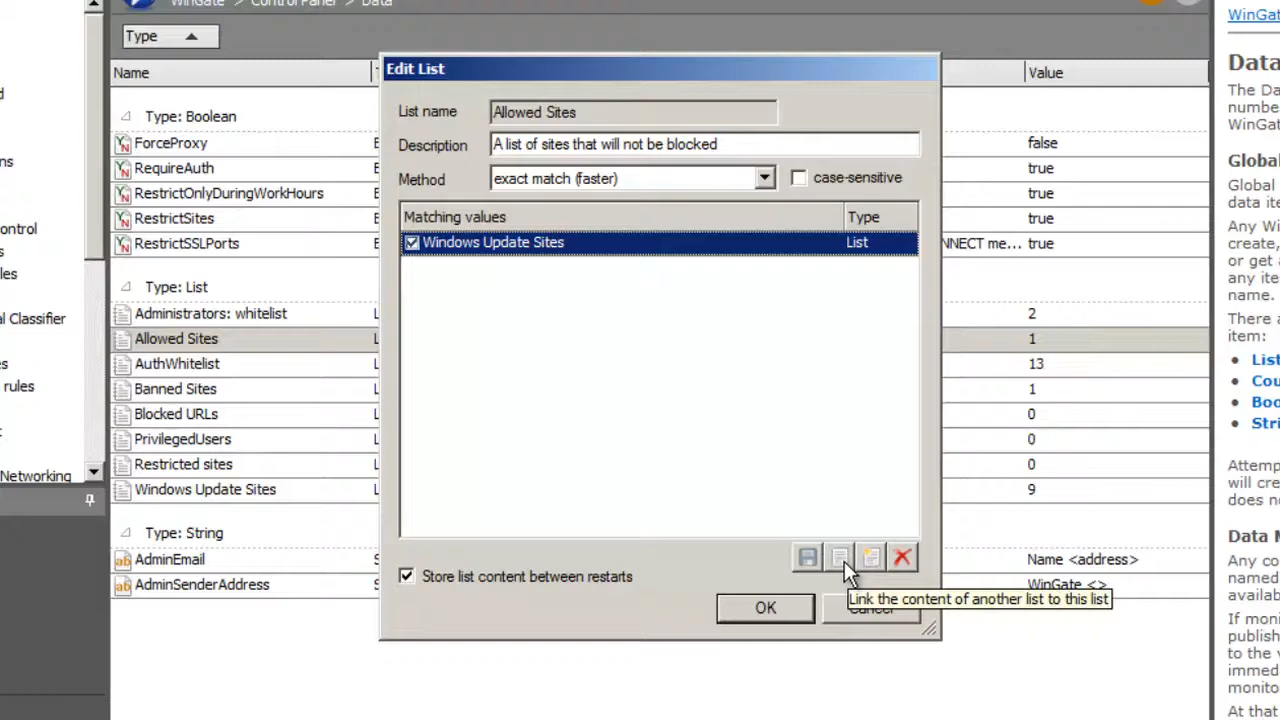 WinGate > Control Panel > Data
Type
Name
Value
Type: Boolean
ForceProxy
false
RequireAuth
true
RestrictOnlyDuringWorkHours
true
RestrictSites
true
RestrictSSLPorts
NNECT me... true
Type: List
Administrators: whitelist
2
Allowed Sites
1
AuthWhitelist
13
Banned Sites
1
Blocked URLs
0
PrivilegedUsers
0
Restricted sites
0
Windows Update Sites
9
Type: String
AdminEmail
Name <address>
AdminSenderAddress
WinGate <>
Edit List
List name
Allowed Sites
Description
A list of sites that will not be blocked
Method
exact match (faster)
case-sensitive
Matching values
Type
Windows Update Sites
List
Store list content between restarts
OK
Cancel
Link the content of another list to this list
ontrol
les
l Classifier
rules
Networking
WinGat
Data
The Da
number
WinGat
Global
Global
data ite
Any Wi
create,
or get a
any iter
name.
There a
item:
List
Cou
Boo
Stri
Attemp
will cre
does no
Data M
Any co
named
availab
If moni
publish
to the v
immed
monito
At that